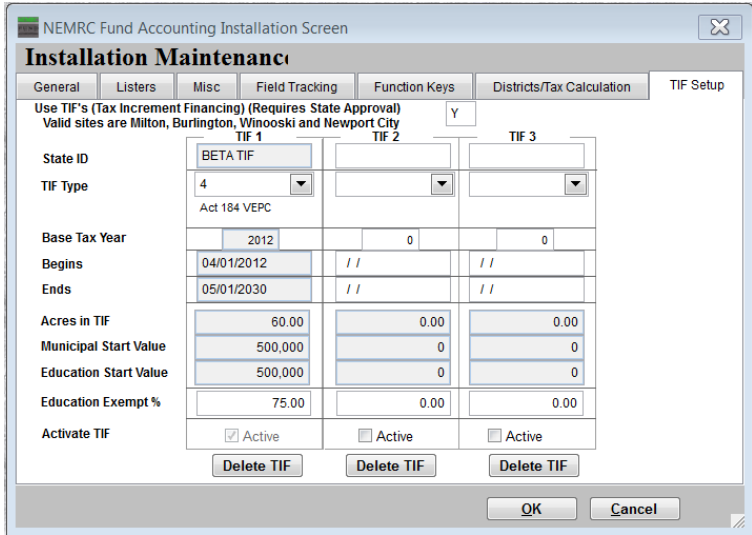 NEMRC Fund Accounting Installation Screen
Installation Maintenanc
General Listers Misc Field Tracking Function Keys Districts/Tax Calculation TIF Setup
Use TIF's (Tax Increment Financing) (Requires State Approval) Y
Valid sites are Milton, Burlington, Winooski and Newport City
TIF 1 TIF 2 TIF 3
State ID BETA TIF
TIF Type 4
Act 184 VEPC
Base Tax Year 2012 0 0
Begins 04/01/2012 / / / /
Ends 05/01/2030 / / / /
Acres in TIF 60.00 0.00 0.00
Municipal Start Value 500,000 0 0
Education Start Value 500,000 0 0
Education Exempt % 75.00 0.00 0.00
Activate TIF Active Active Active
Delete TIF Delete TIF Delete TIF
OK Cancel